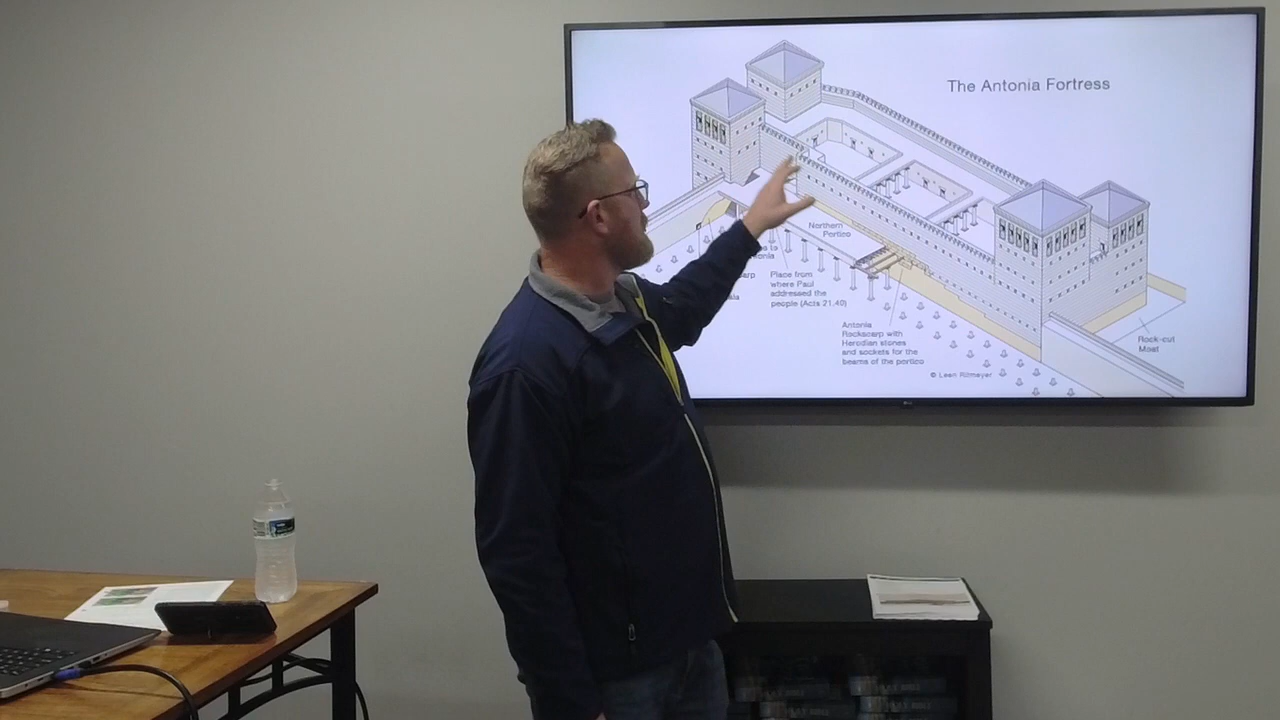 The Antonia Fortress
Northern
Portico
Place from
where Paul
addressed the
people (Acts 21.40)
Antonia
Rockscarp with
Herodian stones
and sockets for the
beams of the portico
Rock-cut
Moat
© Leen Ritmeyer
LG